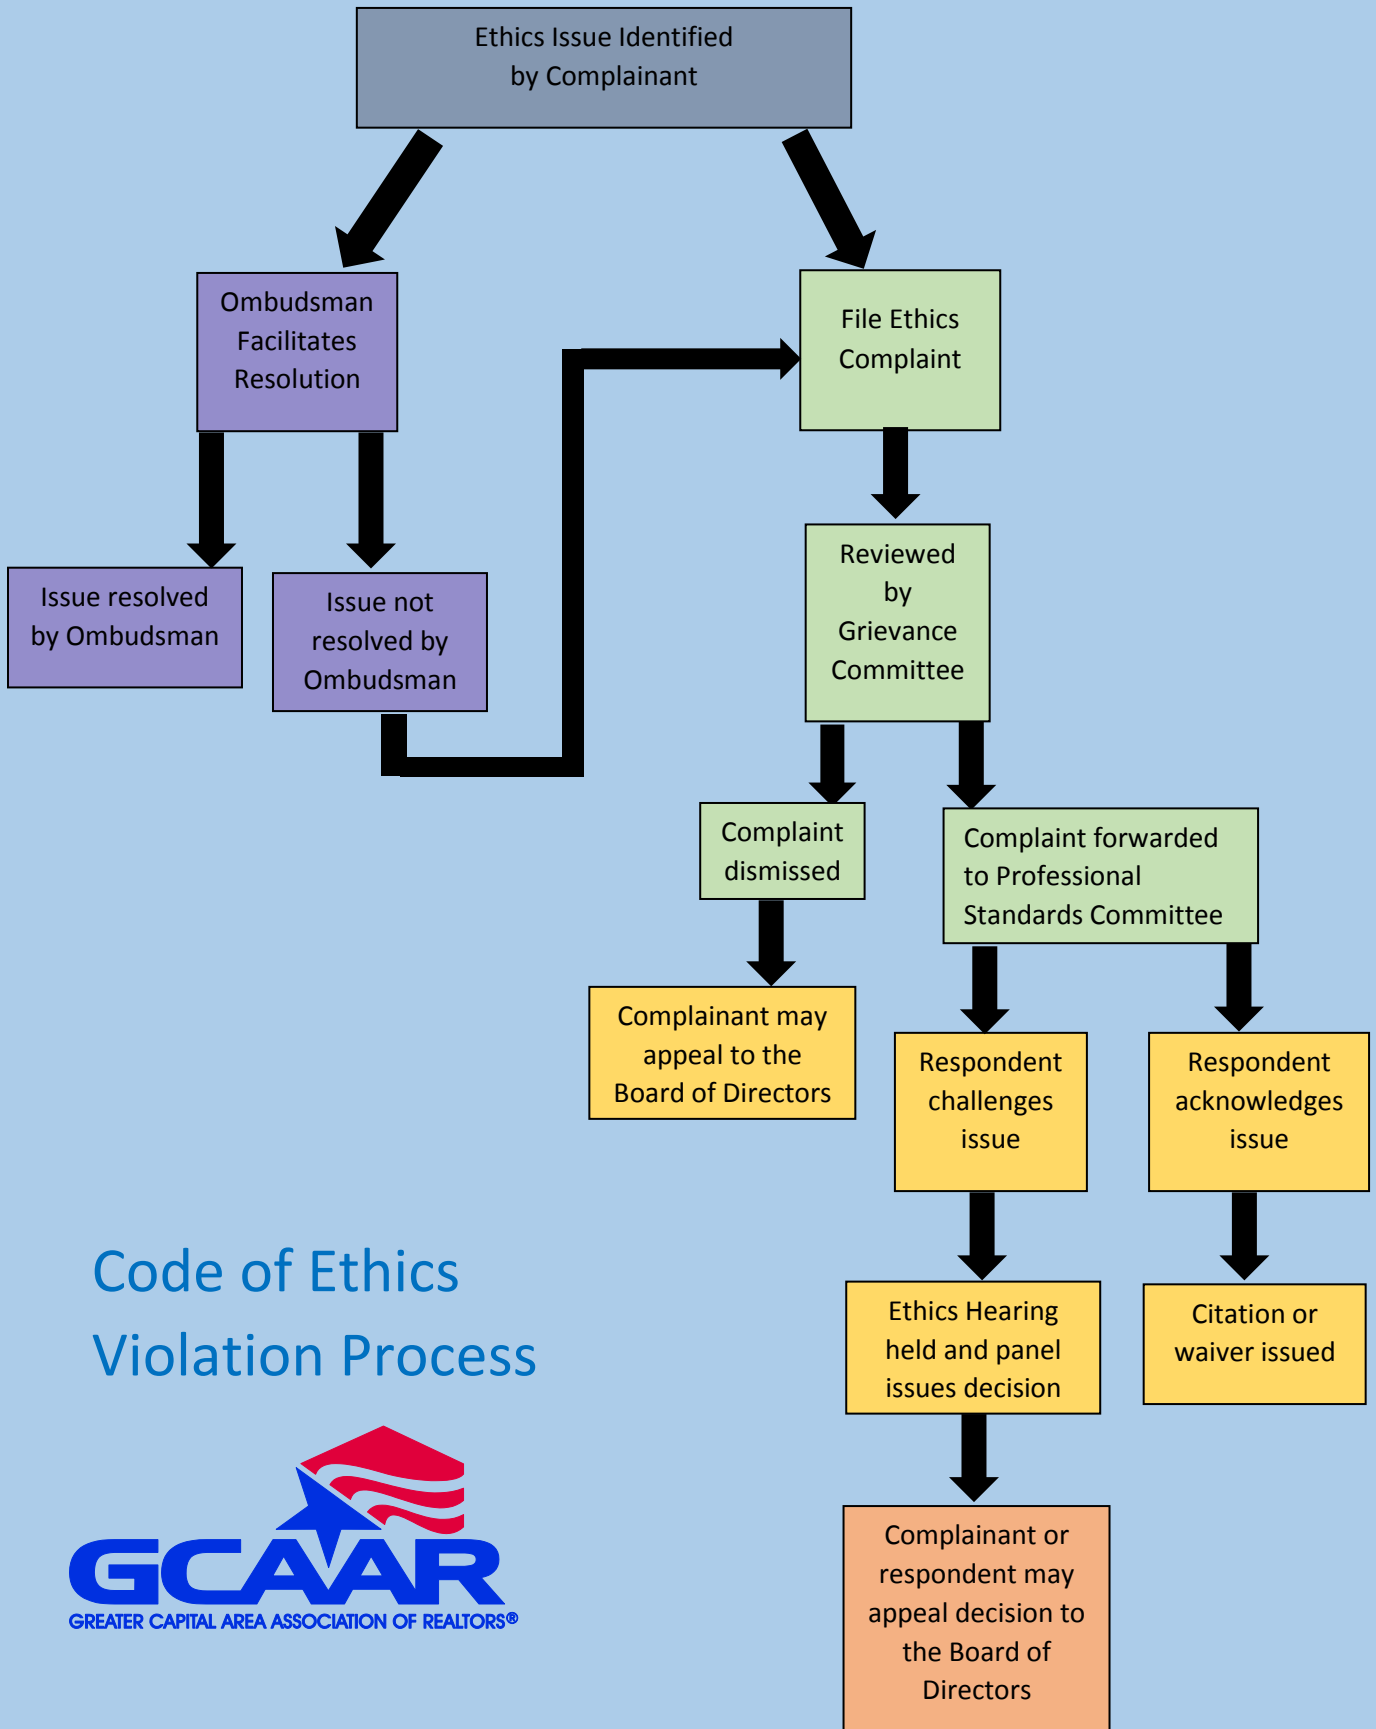 Ethics Issue Identified
by Complainant
Ombudsman
Facilitates
Resolution
File Ethics
Complaint
Issue resolved
by Ombudsman
Issue not
resolved by
Ombudsman
Reviewed
by
Grievance
Committee
Complaint
dismissed
Complaint forwarded
to Professional
Standards Committee
Complainant may
appeal to the
Board of Directors
Respondent
challenges
issue
Respondent
acknowledges
issue
Ethics Hearing
held and panel
issues decision
Citation or
waiver issued
Complainant or
respondent may
appeal decision to
the Board of
Directors
Code of Ethics
Violation Process
GCAAR
GREATER CAPITAL AREA ASSOCIATION OF REALTORS®